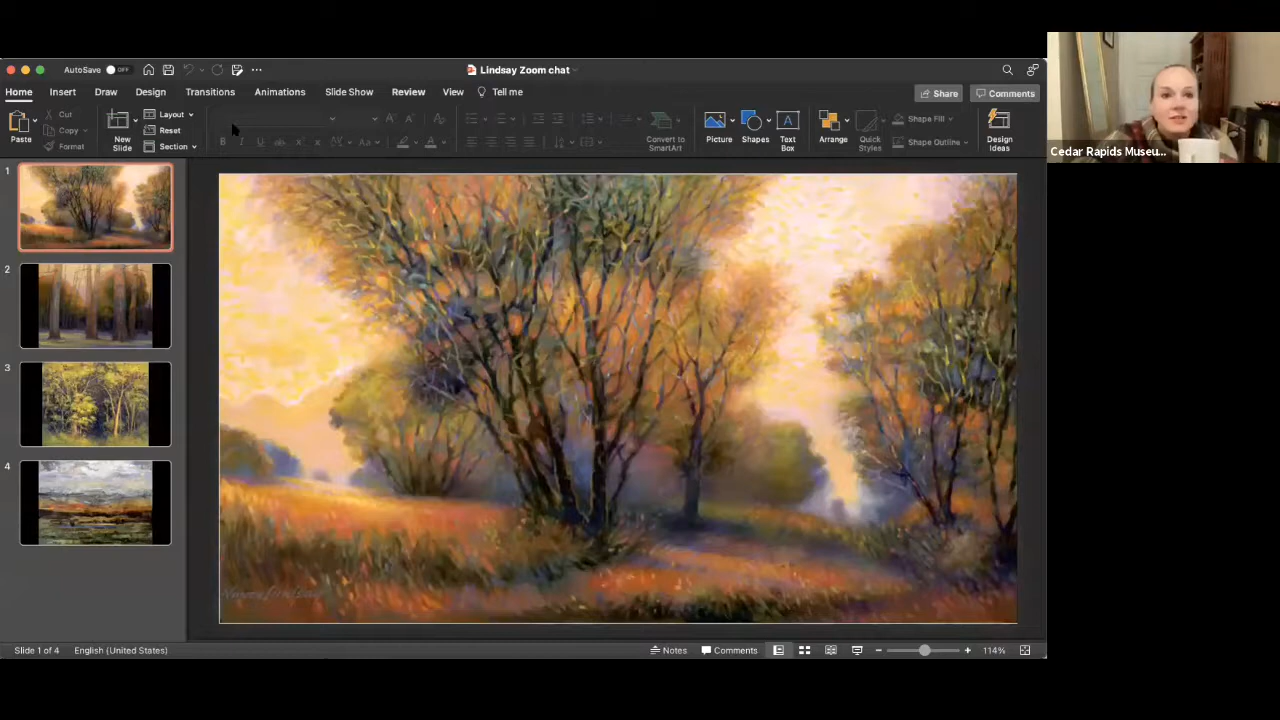 AutoSave OFF
Lindsay Zoom chat
Home Insert Draw Design Transitions Animations Slide Show Review View Tell me
Share Comments
Paste
Cut
Copy
Format
New Slide
Layout
Reset
Section
B I U ab x x
Aa
A
Convert to SmartArt
Picture
Shapes
Text Box
Arrange
Quick Styles
Shape Fill
Shape Outline
Design Ideas
Cedar Rapids Museu...
1
2
3
4
Slide 1 of 4 English (United States)
Notes Comments 114%